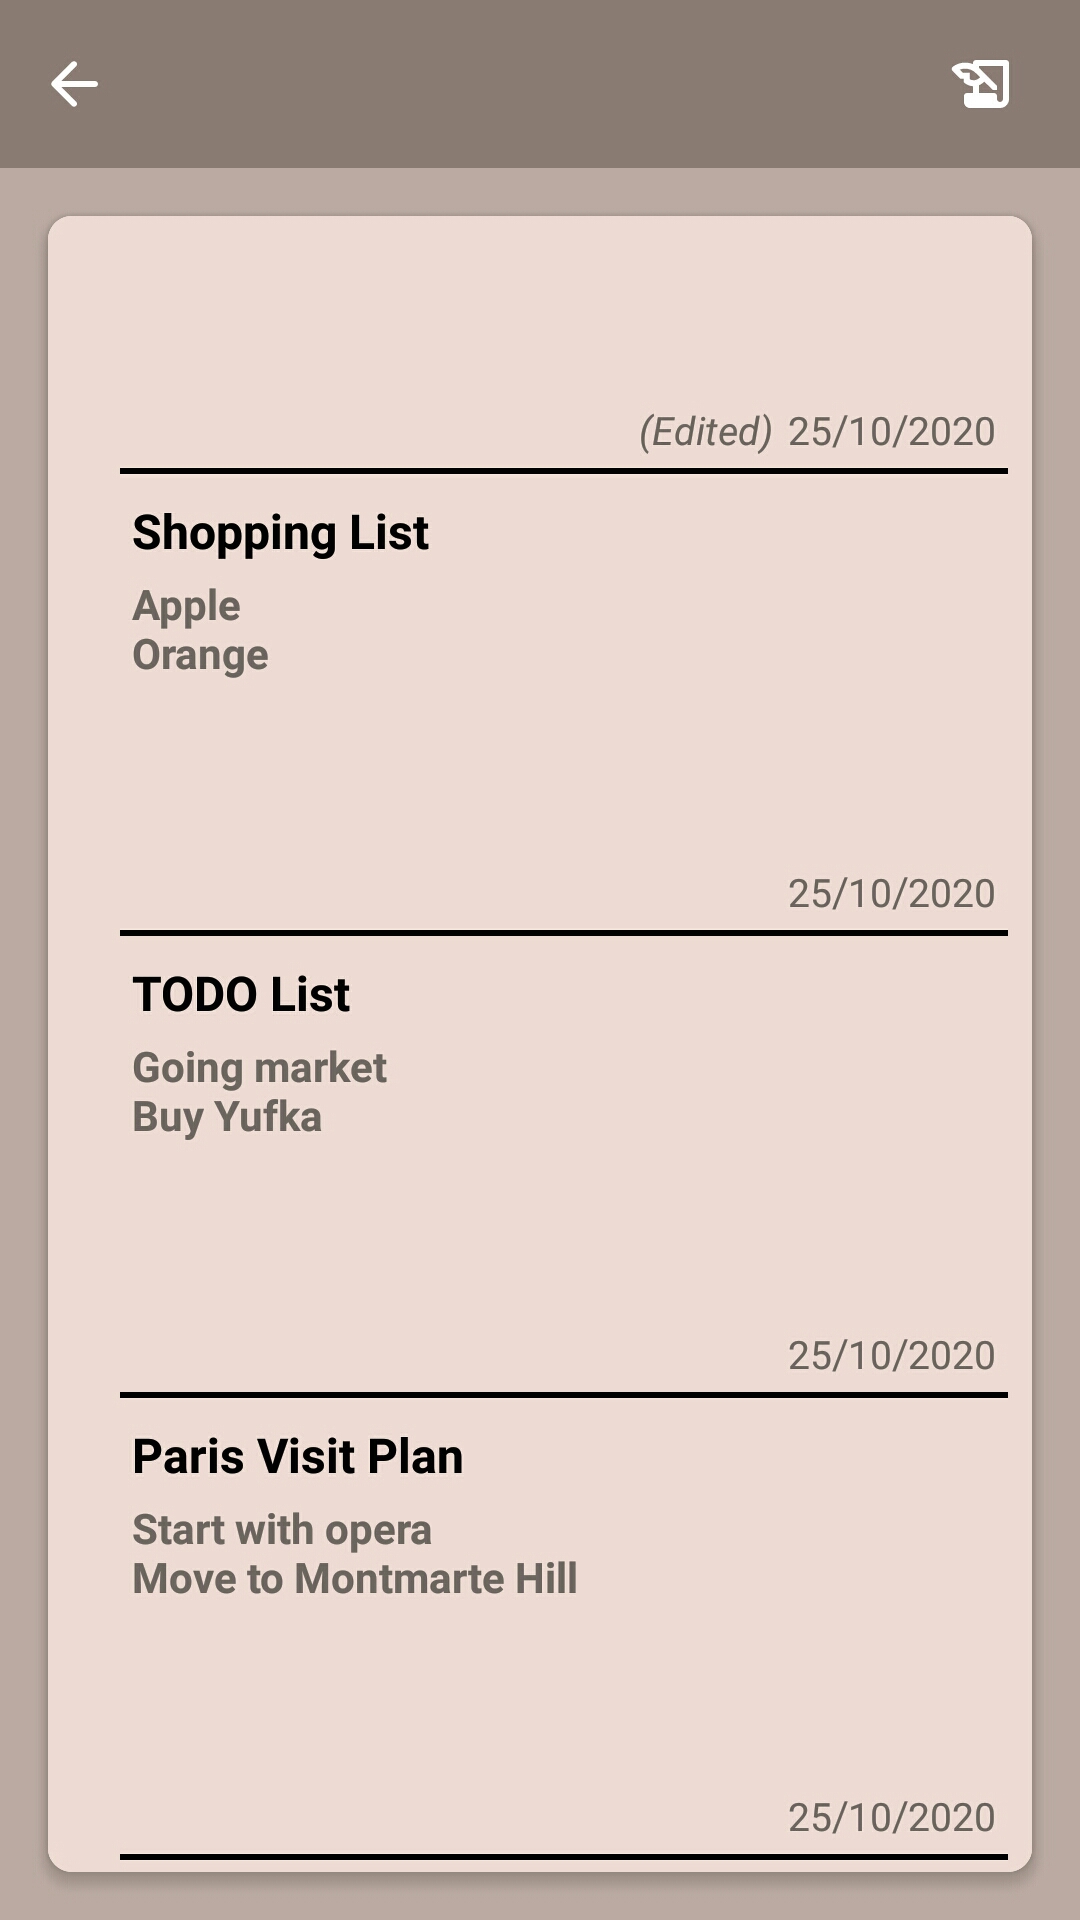 (Edited) 25/10/2020
Shopping List
Apple
Orange
25/10/2020
TODO List
Going market
Buy Yufka
25/10/2020
Paris Visit Plan
Start with opera
Move to Montmarte Hill
25/10/2020